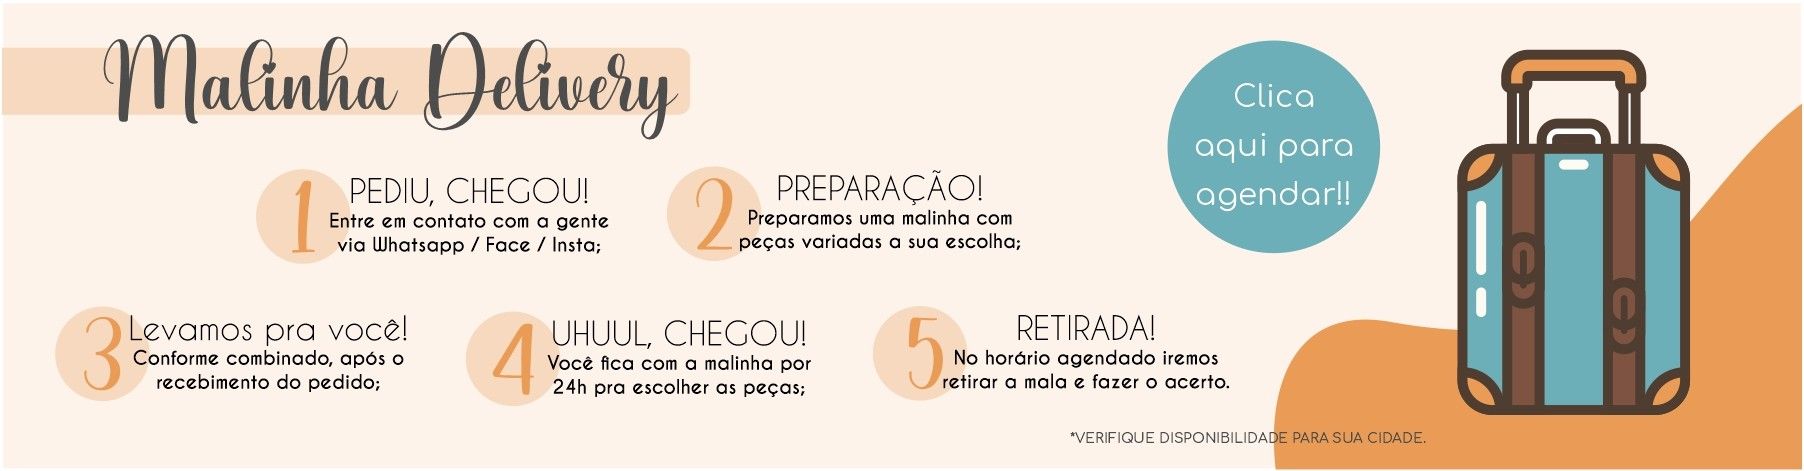 Malinha Delivery
1 PEDIU, CHEGOU!
Entre em contato com a gente
via Whatsapp / Face / Insta;
2 PREPARAÇÃO!
Preparamos uma malinha com
peças variadas a sua escolha;
3 Levamos pra você!
Conforme combinado, após o
recebimento do pedido;
4 UHUUL, CHEGOU!
Você fica com a malinha por
24h pra escolher as peças;
5 RETIRADA!
No horário agendado iremos
retirar a mala e fazer o acerto.
Clica
aqui para
agendar!!
*VERIFIQUE DISPONIBILIDADE PARA SUA CIDADE.